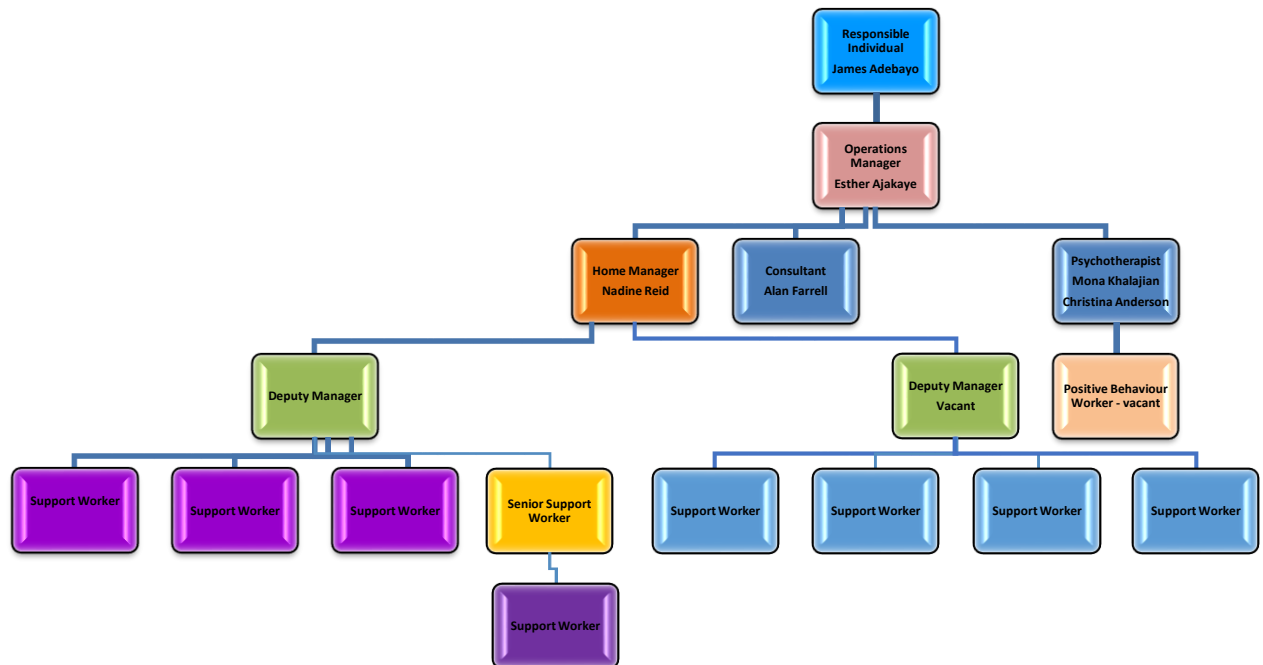 Responsible
Individual
James Adebayo
Operations
Manager
Esther Ajakaye
Home Manager
Nadine Reid
Consultant
Alan Farrell
Psychotherapist
Mona Khalajian
Christina Anderson
Deputy Manager
Deputy Manager
Vacant
Positive Behaviour
Worker - vacant
Support Worker
Support Worker
Support Worker
Senior Support
Worker
Support Worker
Support Worker
Support Worker
Support Worker
Support Worker